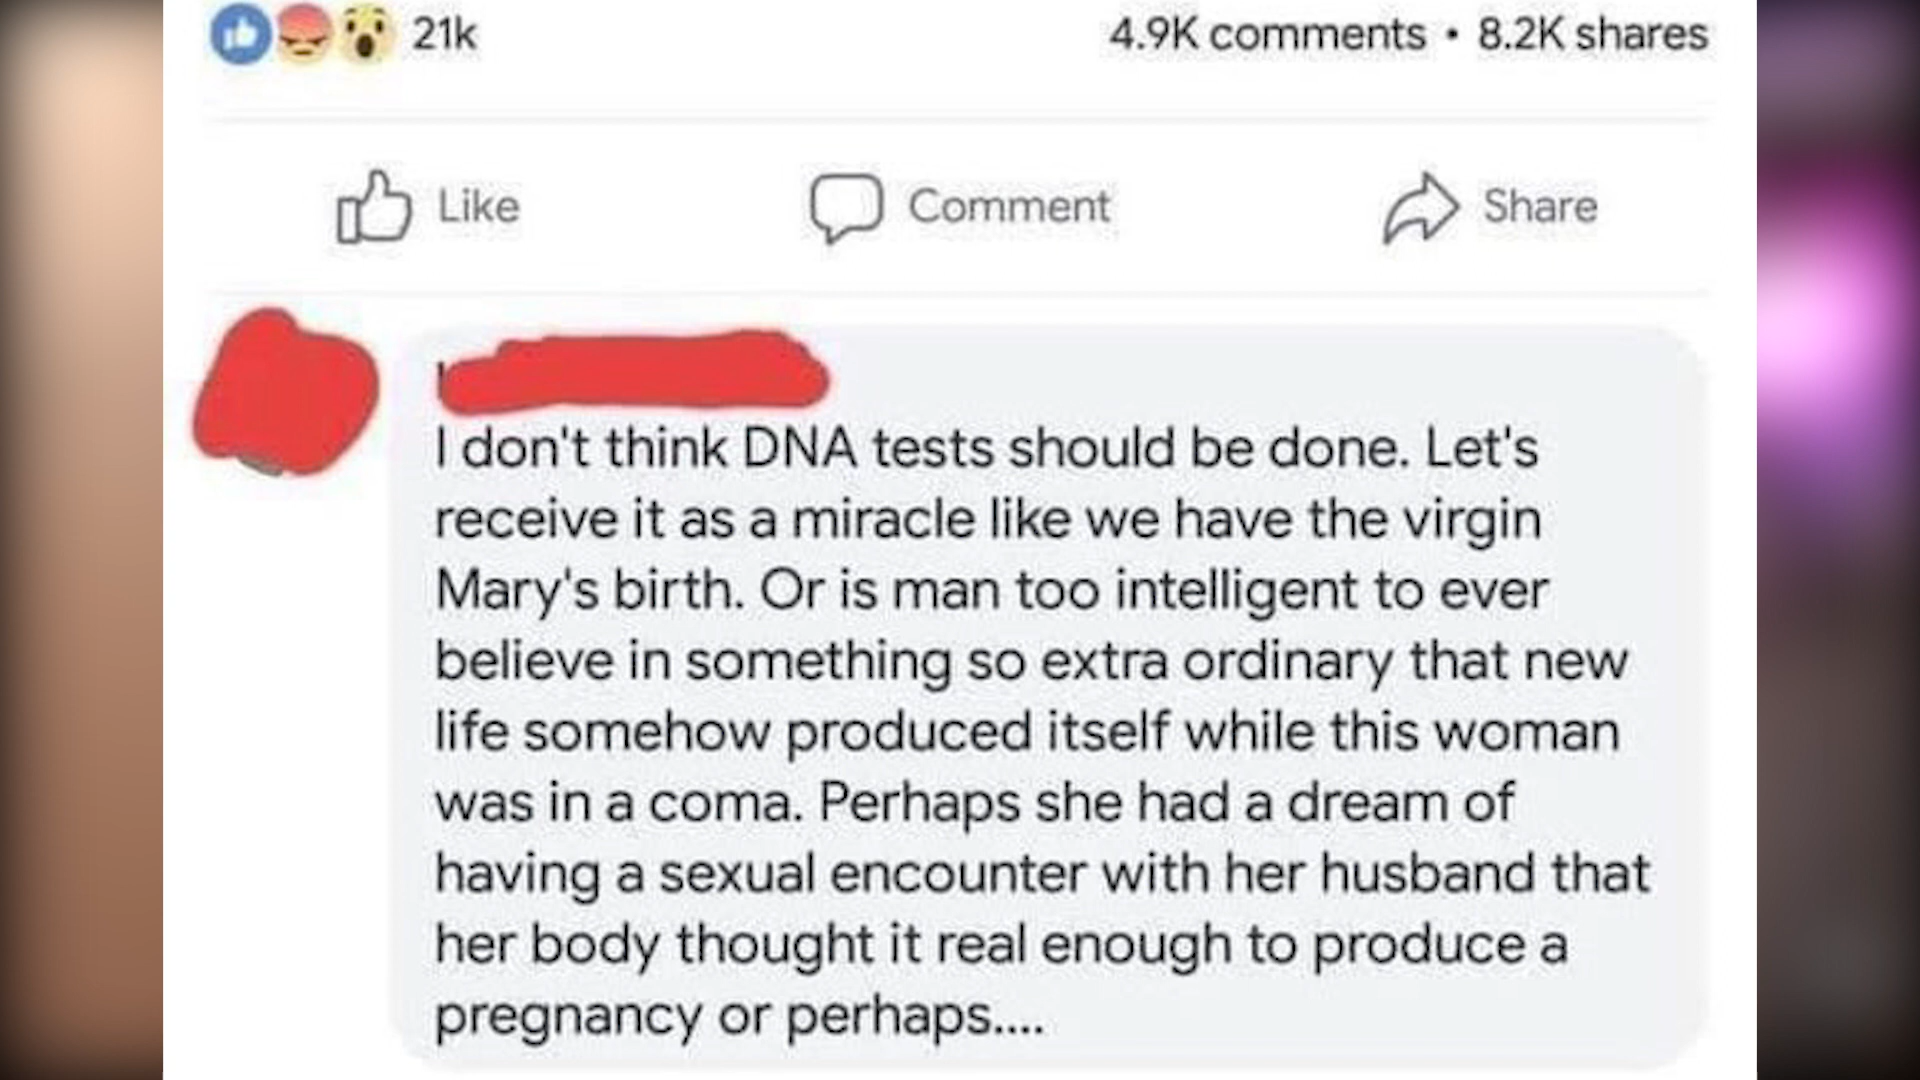 21k 4.9K comments • 8.2K shares
Like Comment Share
I don't think DNA tests should be done. Let's
receive it as a miracle like we have the virgin
Mary's birth. Or is man too intelligent to ever
believe in something so extra ordinary that new
life somehow produced itself while this woman
was in a coma. Perhaps she had a dream of
having a sexual encounter with her husband that
her body thought it real enough to produce a
pregnancy or perhaps....